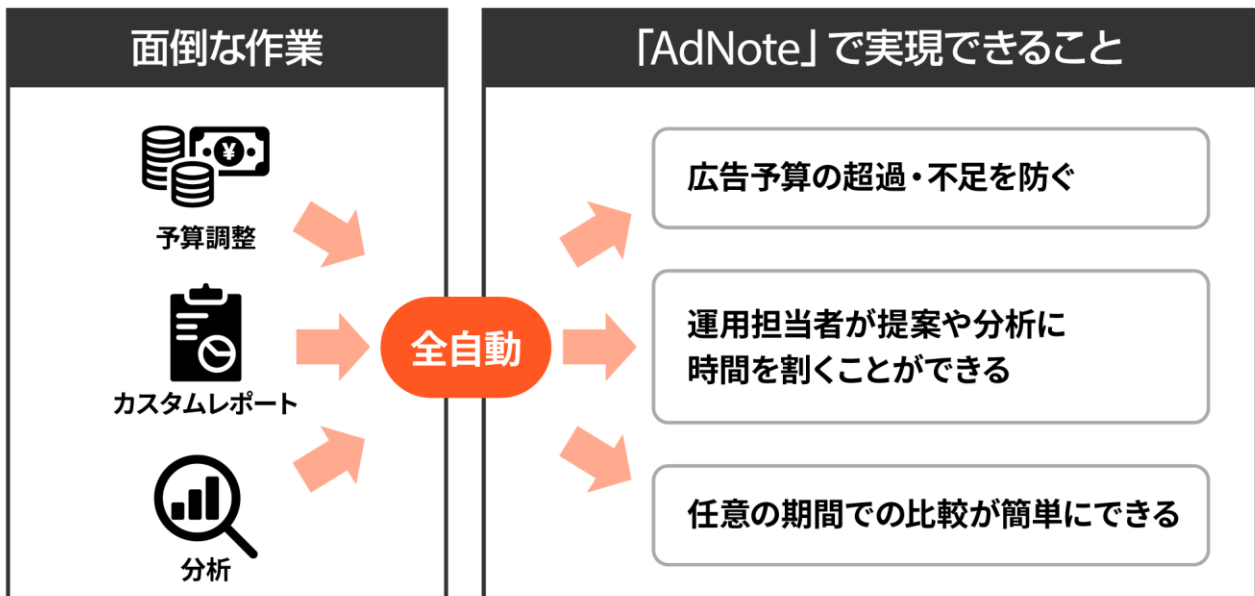 面倒な作業
¥
予算調整
カスタムレポート
分析
全自動
「AdNote」で実現できること
広告予算の超過・不足を防ぐ
運用担当者が提案や分析に
時間を割くことができる
任意の期間での比較が簡単にできる